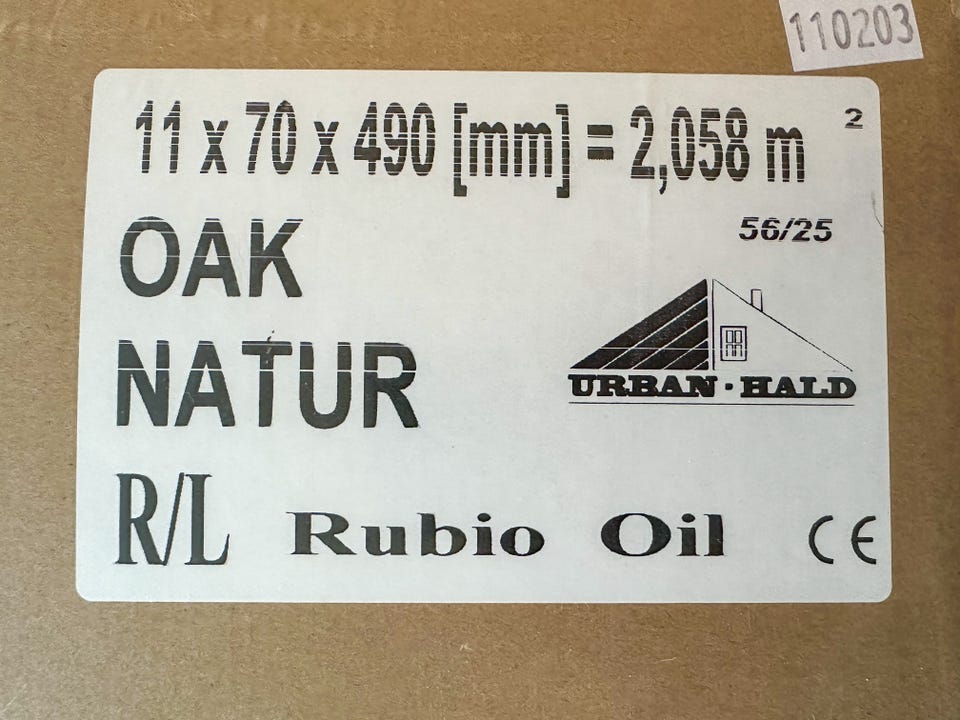 110203
11 x 70 x 490 [mm] = 2,058 m 2
OAK
56/25
NATUR
URBAN·HALD
R/L Rubio Oil CE